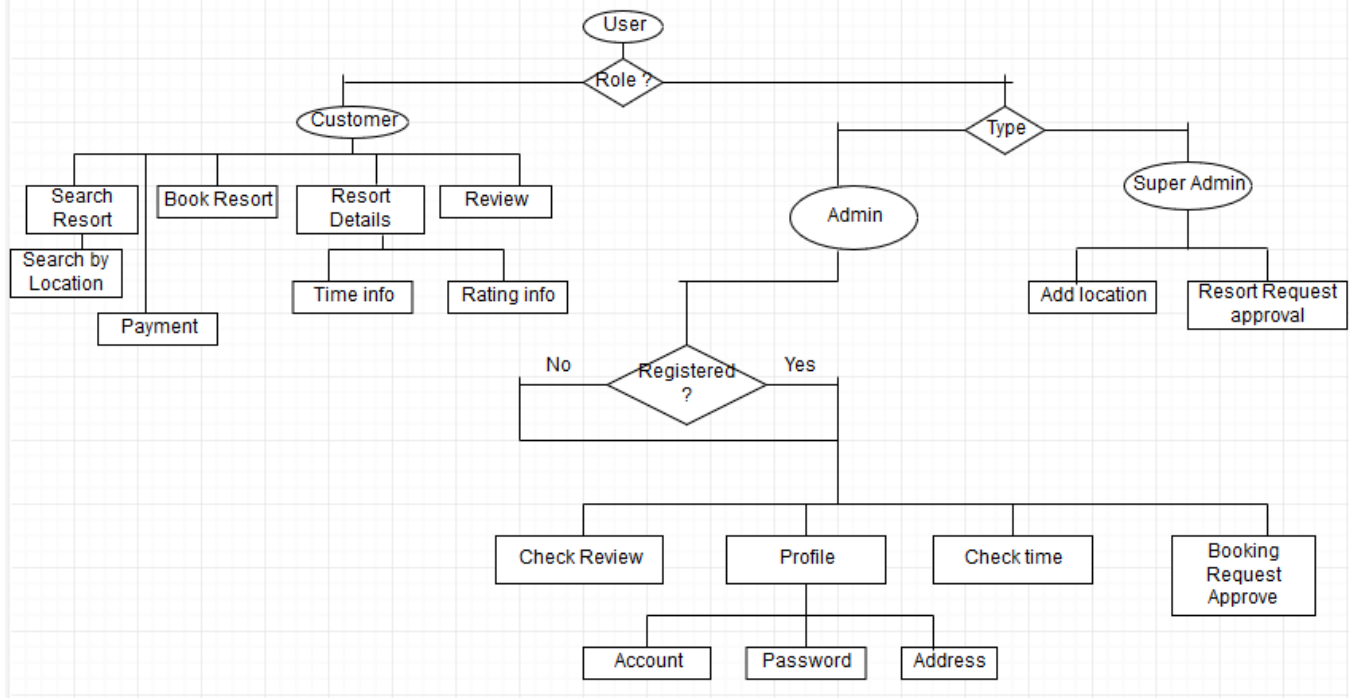 User
Role ?
Customer
Type
Search
Resort
Book Resort
Resort
Details
Review
Admin
Super Admin
Search by
Location
Time info
Rating info
Payment
Add location
Resort Request
approval
No
Registered
?
Yes
Check Review
Profile
Check time
Booking
Request
Approve
Account
Password
Address